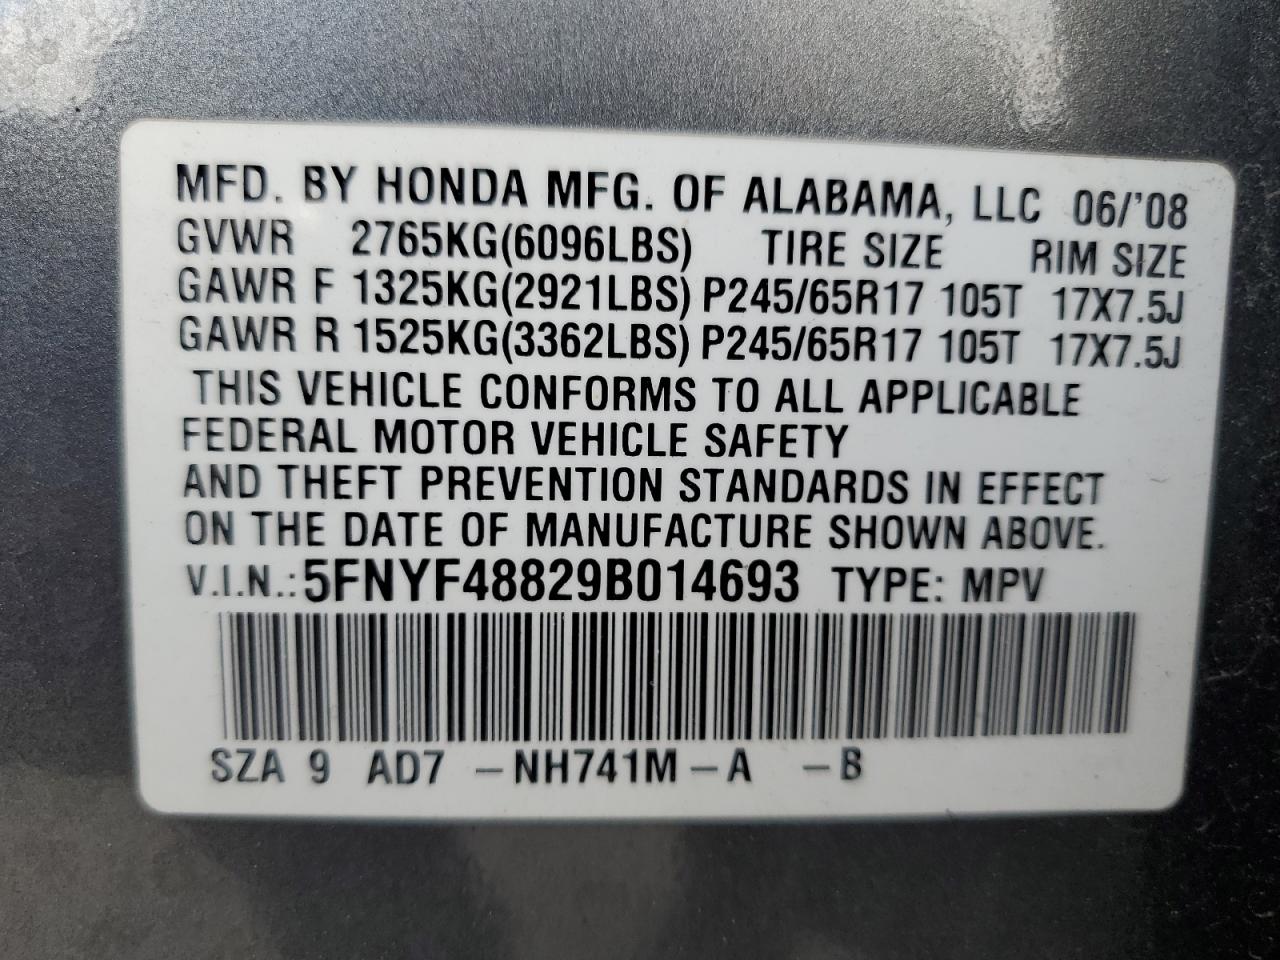 MFD. BY HONDA MFG. OF ALABAMA, LLC 06/'08
GVWR 2765KG(6096LBS) TIRE SIZE RIM SIZE
GAWR F 1325KG(2921LBS) P245/65R17 105T 17X7.5J
GAWR R 1525KG(3362LBS) P245/65R17 105T 17X7.5J
THIS VEHICLE CONFORMS TO ALL APPLICABLE
FEDERAL MOTOR VEHICLE SAFETY
AND THEFT PREVENTION STANDARDS IN EFFECT
ON THE DATE OF MANUFACTURE SHOWN ABOVE.
V.I.N.: 5FNYF48829B014693 TYPE: MPV
SZA 9 AD7 -NH741M-A -B